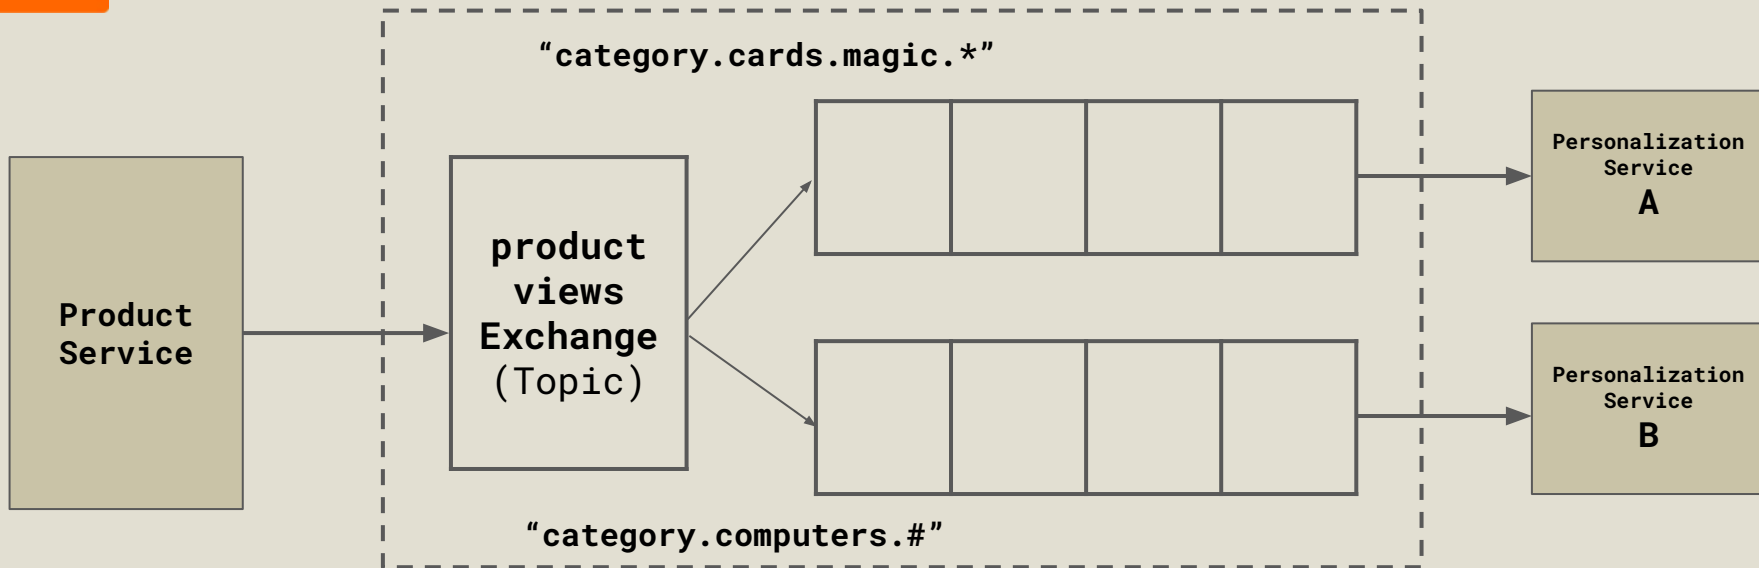 “category.cards.magic.*”
Product
Service
product
views
Exchange
(Topic)
Personalization
Service
A
Personalization
Service
B
“category.computers.#”